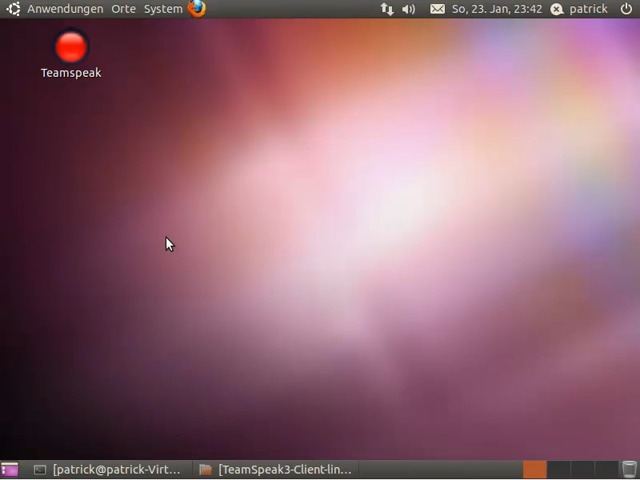 Anwendungen Orte System So, 23. Jan, 23:42 patrick
Teamspeak
[patrick@patrick-Virt... [TeamSpeak3-Client-lin...